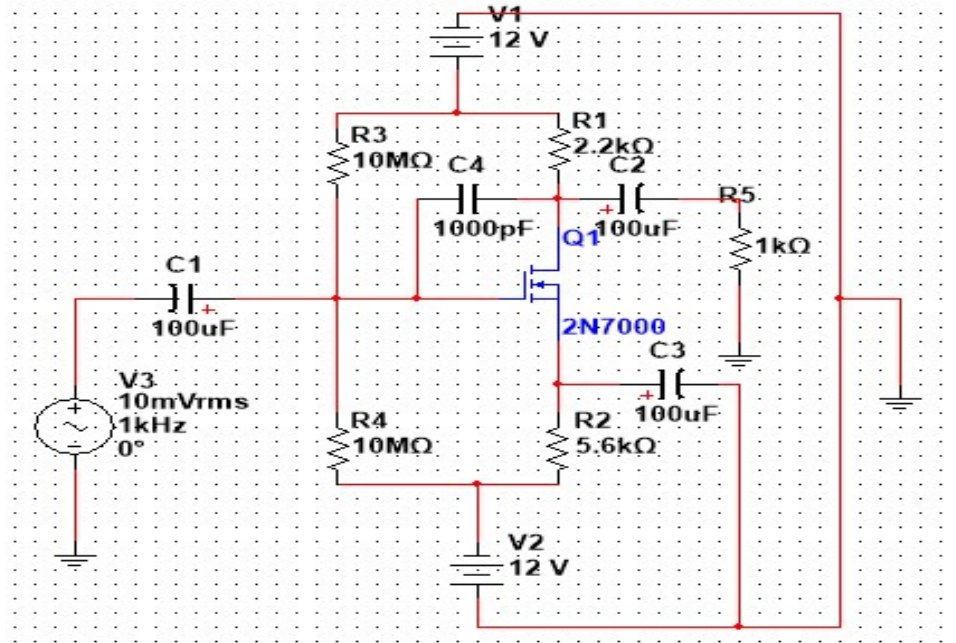 V1
12 V
R3
10MΩ
R1
2.2kΩ
C4
1000pF
C2
100uF
R5
1kΩ
Q1
2N7000
C1
100uF
V3
10mVrms
1kHz
0°
C3
100uF
R4
10MΩ
R2
5.6kΩ
V2
12 V